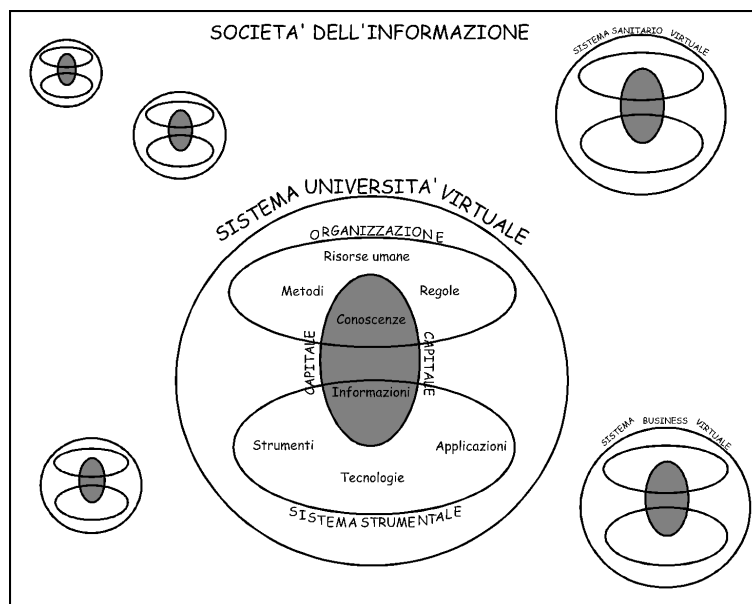 SOCIETA' DELL'INFORMAZIONE
SISTEMA SANITARIO VIRTUALE
SISTEMA UNIVERSITA' VIRTUALE
ORGANIZZAZIONE
Risorse umane
Metodi
Regole
Conoscenze
CAPITALE
CAPITALE
Informazioni
Strumenti
Applicazioni
Tecnologie
SISTEMA STRUMENTALE
SISTEMA BUSINESS VIRTUALE